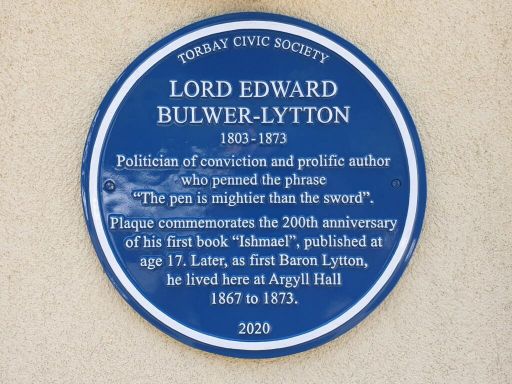 TORBAY CIVIC SOCIETY
LORD EDWARD
BULWER-LYTTON
1803-1873
Politician of conviction and prolific author
who penned the phrase
“The pen is mightier than the sword”.
Plaque commemorates the 200th anniversary
of his first book “Ishmael”, published at
age 17. Later, as first Baron Lytton,
he lived here at Argyll Hall
1867 to 1873.
2020